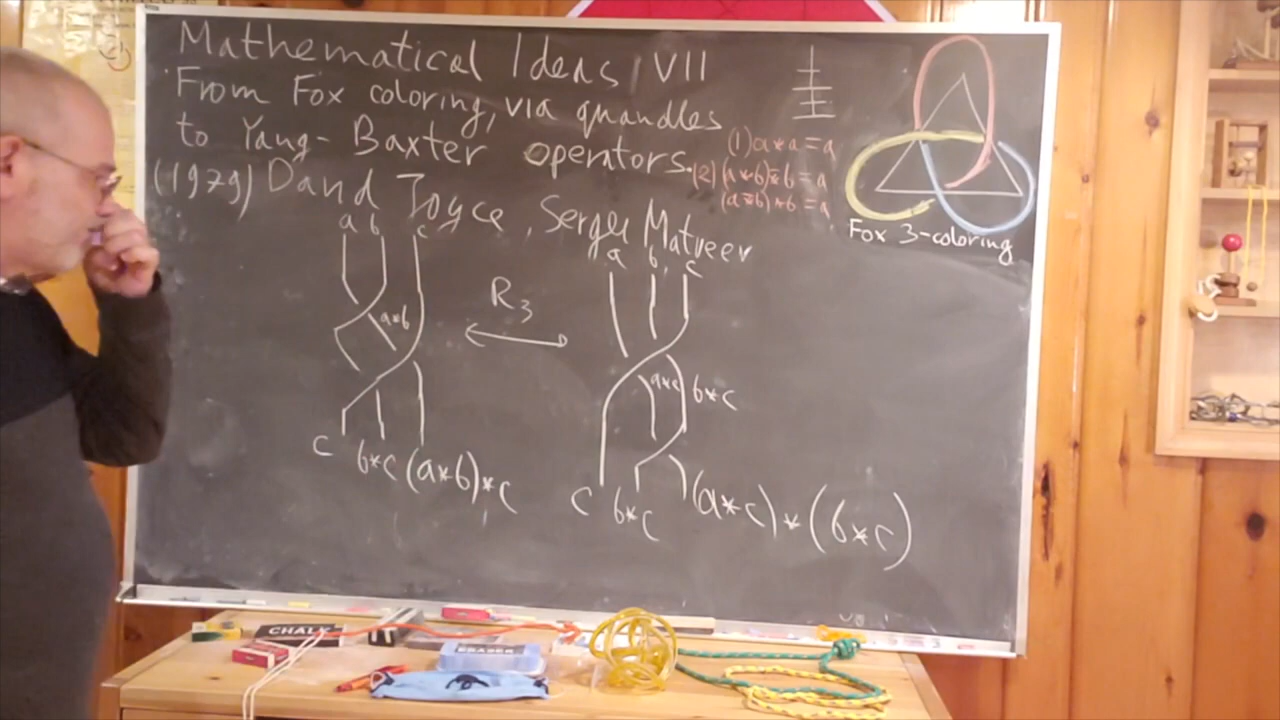 Mathematical Ideas VII
From Fox coloring, via quandles
to Yang-Baxter operators.
(1979) David Joyce, Sergei Matveev
(1) a*a = a
(2) (a*b)*̄b = a
(a*̄b)*b = a
Fox 3-coloring
a b c
a*b
c b*c (a*b)*c
R3
a b c
a*c b*c
c b*c (a*c)*(b*c)
CHALK
ERASER